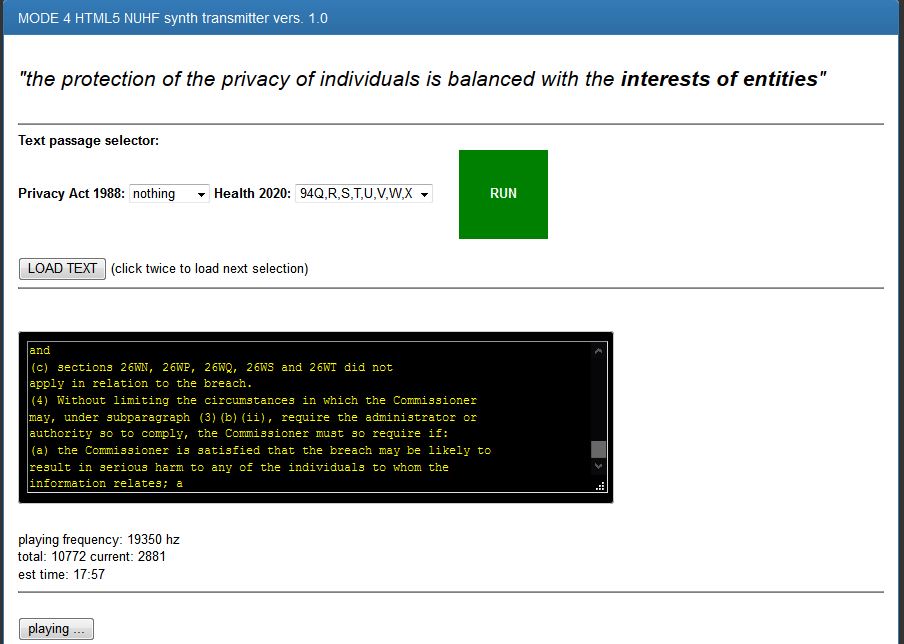 MODE 4 HTML5 NUHF synth transmitter vers. 1.0
"the protection of the privacy of individuals is balanced with the interests of entities"
Text passage selector:
Privacy Act 1988: nothing Health 2020: 94Q,R,S,T,U,V,W,X RUN
LOAD TEXT (click twice to load next selection)
and
(c) sections 26WN, 26WP, 26WQ, 26WS and 26WT did not
apply in relation to the breach.
(4) Without limiting the circumstances in which the Commissioner
may, under subparagraph (3)(b)(ii), require the administrator or
authority so to comply, the Commissioner must so require if:
(a) the Commissioner is satisfied that the breach may be likely to
result in serious harm to any of the individuals to whom the
information relates; a
playing frequency: 19350 hz
total: 10772 current: 2881
est time: 17:57
playing ...